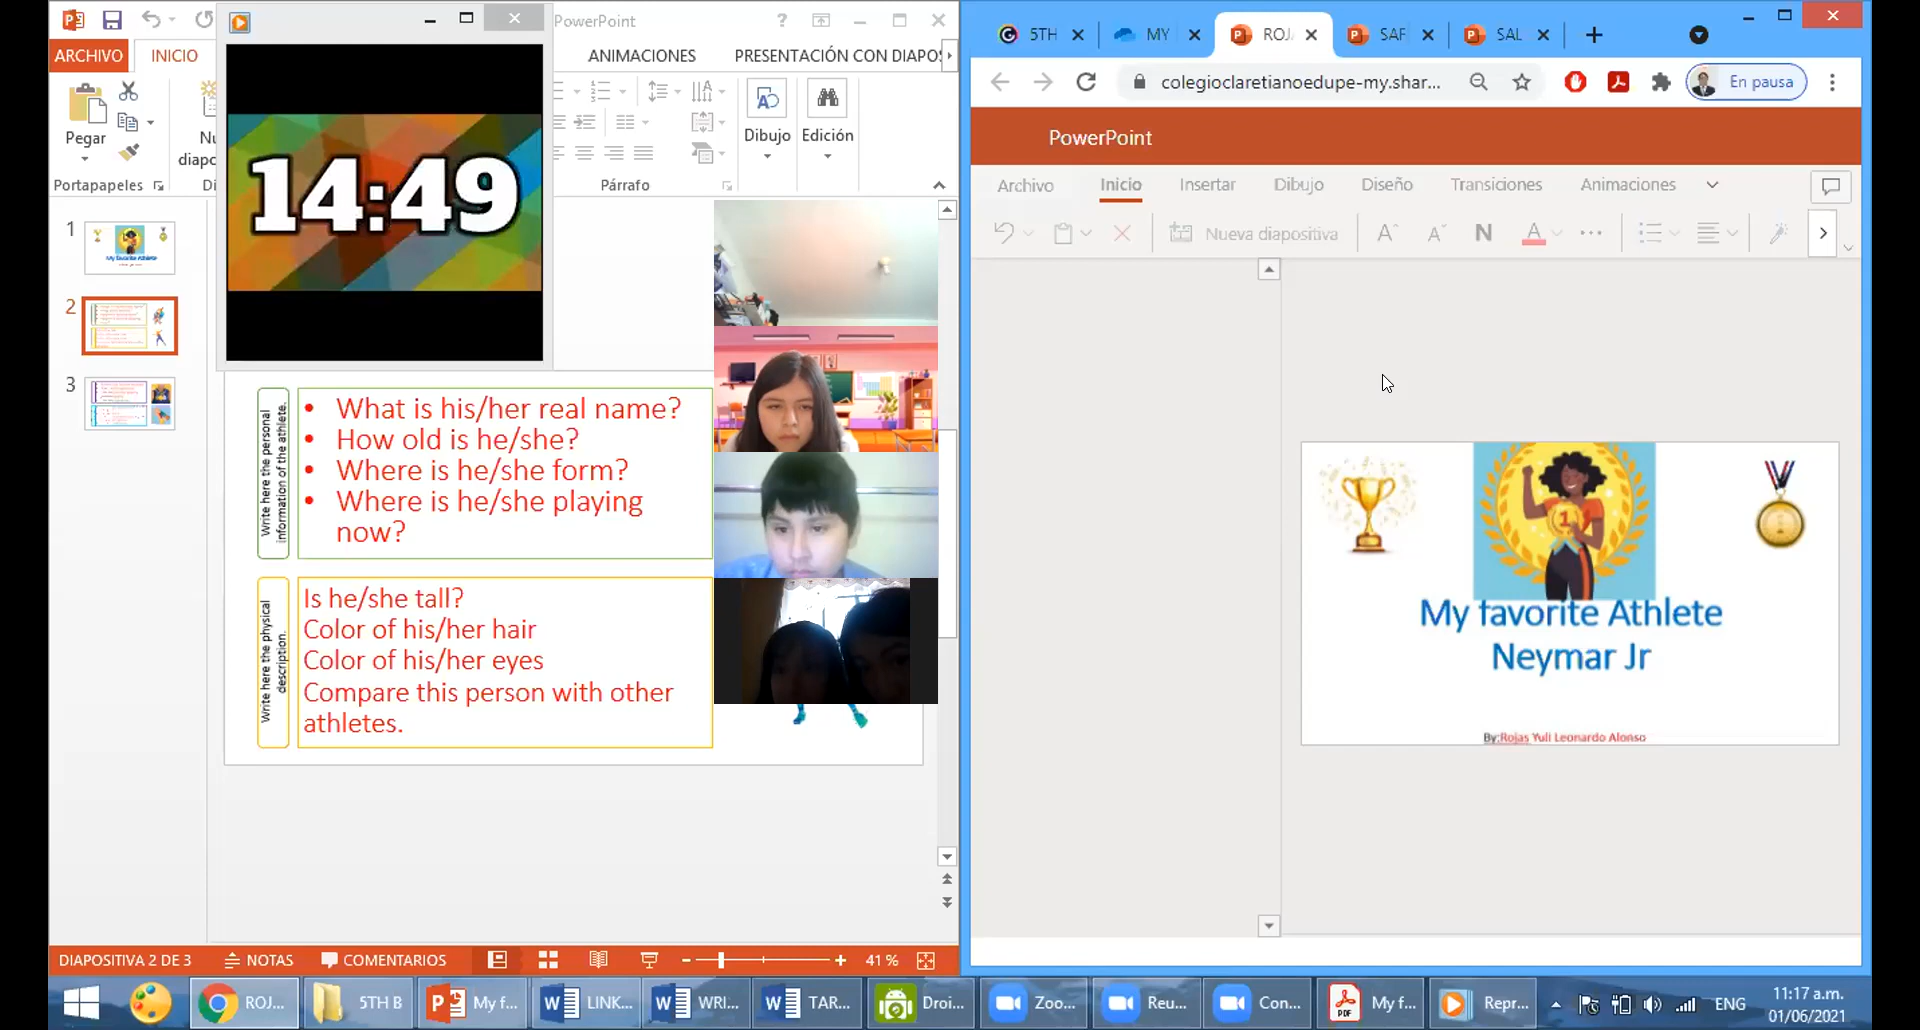 PowerPoint
ARCHIVO
INICIO
ANIMACIONES
PRESENTACIÓN CON DIAPOS
Pegar
Nu
diapo
Portapapeles
Di
Párrafo
Dibujo
Edición
14:49
1
2
3
Write here the personal
information of the athlete.
• What is his/her real name?
• How old is he/she?
• Where is he/she form?
• Where is he/she playing
now?
Write here the physical
description.
Is he/she tall?
Color of his/her hair
Color of his/her eyes
Compare this person with other
athletes.
DIAPOSITIVA 2 DE 3
NOTAS
COMENTARIOS
41 %
5TH
MY
ROJ
SAF
SAL
colegioclaretianoedupe-my.shar...
En pausa
PowerPoint
Archivo
Inicio
Insertar
Dibujo
Diseño
Transiciones
Animaciones
Nueva diapositiva
N
My favorite Athlete
Neymar Jr
By:Rojas Yuli Leonardo Alonso
ROJ...
5TH B
My f...
LINK...
WRI...
TAR...
Droi...
Zoo...
Reu...
Con...
My f...
Repr...
ENG
11:17 a.m.
01/06/2021